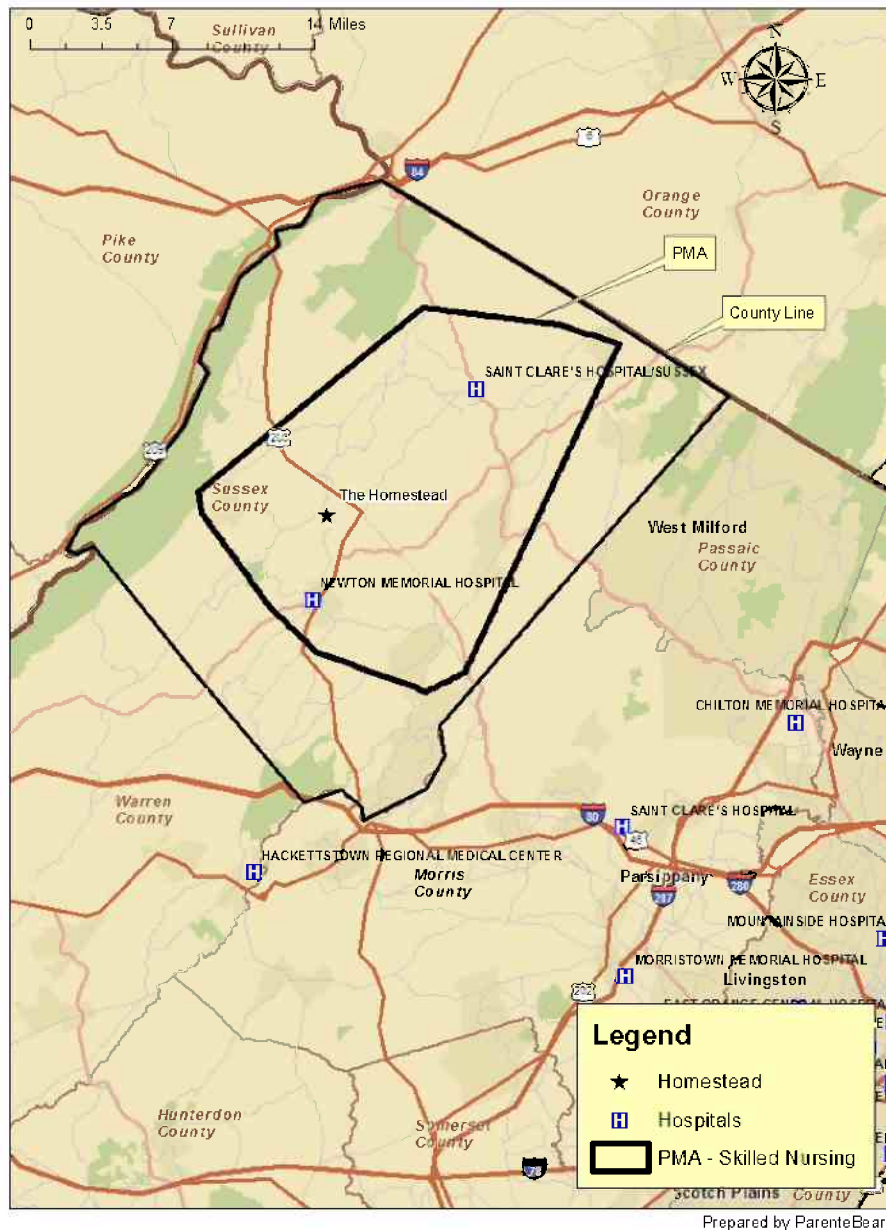 0 3.5 7 14 Miles
Sullivan
County
N
W E
S
6
84
Orange
County
Pike
County
PMA
County Line
SAINT CLARE'S HOSPITAL/SUSSEX
Sussex
County
The Homestead
West Milford
Passaic
County
NEWTON MEMORIAL HOSPITAL
CHILTON MEMORIAL HOSPITA
Wayne
Warren
County
80
SAINT CLARE'S HOSPITAL
46
HACKETTSTOWN REGIONAL MEDICAL CENTER
Morris
County
Parsippany
287
280
Essex
County
MOUNTAINSIDE HOSPITA
MORRISTOWN MEMORIAL HOSPITAL
Livingston
202
EAST ORANGE GENERAL HOSPITA
Legend
Homestead
Hospitals
PMA - Skilled Nursing
Hunterdon
County
Somerset
County
78
Scotch Plains County
Prepared by ParenteBear